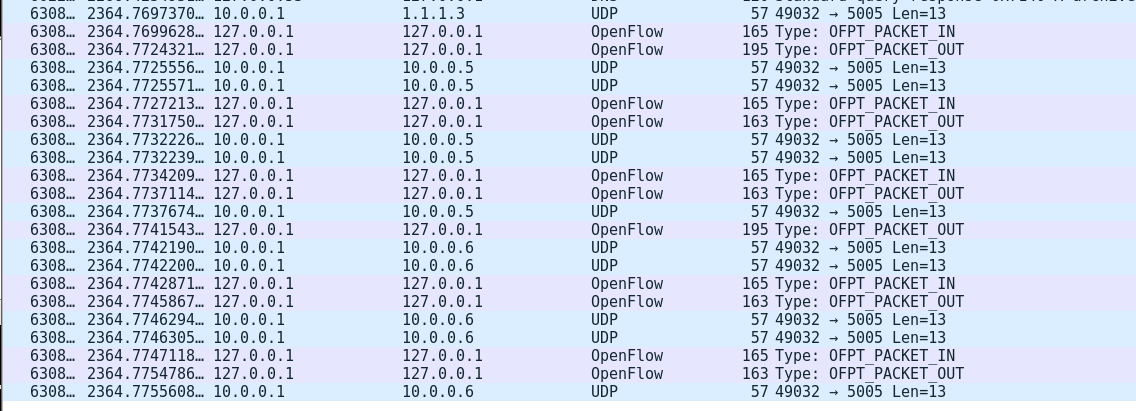 6308… 2364.7697370… 10.0.0.1 1.1.1.3 UDP 57 49032 → 5005 Len=13
6308… 2364.7699628… 127.0.0.1 127.0.0.1 OpenFlow 165 Type: OFPT_PACKET_IN
6308… 2364.7724321… 127.0.0.1 127.0.0.1 OpenFlow 195 Type: OFPT_PACKET_OUT
6308… 2364.7725556… 10.0.0.1 10.0.0.5 UDP 57 49032 → 5005 Len=13
6308… 2364.7725571… 10.0.0.1 10.0.0.5 UDP 57 49032 → 5005 Len=13
6308… 2364.7727213… 127.0.0.1 127.0.0.1 OpenFlow 165 Type: OFPT_PACKET_IN
6308… 2364.7731750… 127.0.0.1 127.0.0.1 OpenFlow 163 Type: OFPT_PACKET_OUT
6308… 2364.7732226… 10.0.0.1 10.0.0.5 UDP 57 49032 → 5005 Len=13
6308… 2364.7732239… 10.0.0.1 10.0.0.5 UDP 57 49032 → 5005 Len=13
6308… 2364.7734209… 127.0.0.1 127.0.0.1 OpenFlow 165 Type: OFPT_PACKET_IN
6308… 2364.7737114… 127.0.0.1 127.0.0.1 OpenFlow 163 Type: OFPT_PACKET_OUT
6308… 2364.7737674… 10.0.0.1 10.0.0.5 UDP 57 49032 → 5005 Len=13
6308… 2364.7741543… 127.0.0.1 127.0.0.1 OpenFlow 195 Type: OFPT_PACKET_OUT
6308… 2364.7742190… 10.0.0.1 10.0.0.6 UDP 57 49032 → 5005 Len=13
6308… 2364.7742200… 10.0.0.1 10.0.0.6 UDP 57 49032 → 5005 Len=13
6308… 2364.7742871… 127.0.0.1 127.0.0.1 OpenFlow 165 Type: OFPT_PACKET_IN
6308… 2364.7745867… 127.0.0.1 127.0.0.1 OpenFlow 163 Type: OFPT_PACKET_OUT
6308… 2364.7746294… 10.0.0.1 10.0.0.6 UDP 57 49032 → 5005 Len=13
6308… 2364.7746305… 10.0.0.1 10.0.0.6 UDP 57 49032 → 5005 Len=13
6308… 2364.7747118… 127.0.0.1 127.0.0.1 OpenFlow 165 Type: OFPT_PACKET_IN
6308… 2364.7754786… 127.0.0.1 127.0.0.1 OpenFlow 163 Type: OFPT_PACKET_OUT
6308… 2364.7755608… 10.0.0.1 10.0.0.6 UDP 57 49032 → 5005 Len=13